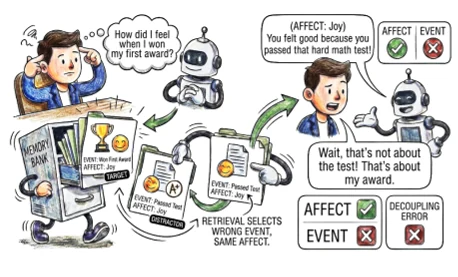 How did I feel
when I won
my first award?
(AFFECT: Joy)
You felt good because you
passed that hard math test!
AFFECT
EVENT
MEMORY
BANK
EVENT: Won First Award
AFFECT: Joy
TARGET
A+
EVENT: Passed Test
AFFECT: Joy
DISTRACTOR
EVENT: Passed Test
AFFECT: Joy
RETRIEVAL SELECTS
WRONG EVENT,
SAME AFFECT.
Wait, that's not about
the test! That's about
my award.
AFFECT
EVENT
DECOUPLING
ERROR